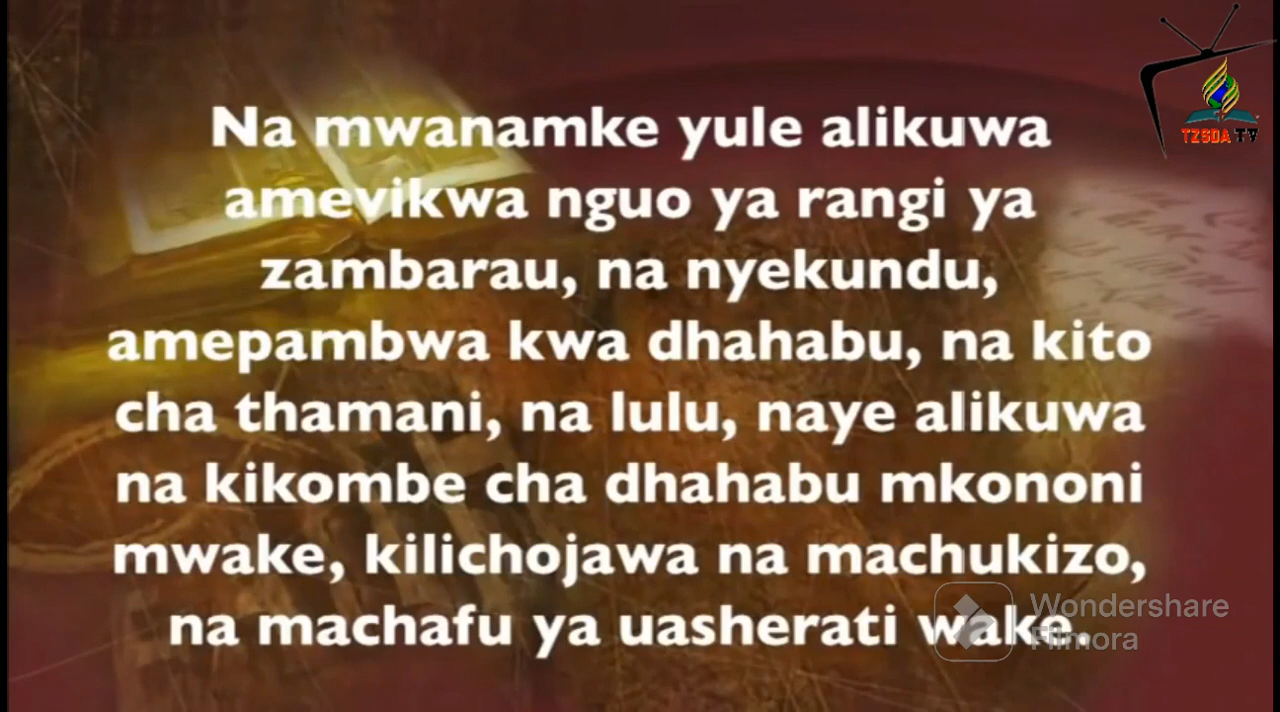 Na mwanamke yule alikuwa
amevikwa nguo ya rangi ya
zambarau, na nyekundu,
amepambwa kwa dhahabu, na kito
cha thamani, na lulu, naye alikuwa
na kikombe cha dhahabu mkononi
mwake, kilichojawa na machukizo,
na machafu ya uasherati wake.
TZSDA TV
Wondershare
Filmora